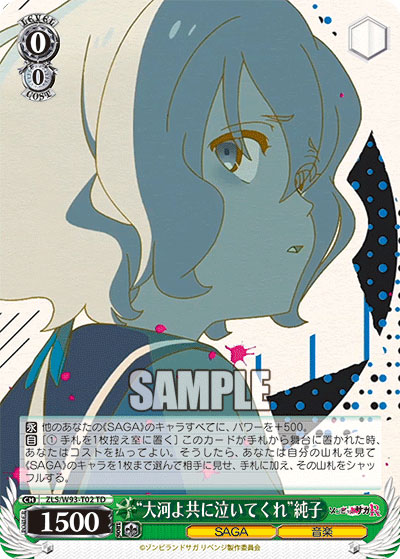 LEVEL
0
0
COST
SAMPLE
永 他のあなたの《SAGA》のキャラすべてに、パワーを+500。
自 [① 手札を1枚控え室に置く] このカードが手札から舞台に置かれた時、
あなたはコストを払ってよい。そうしたら、あなたは自分の山札を見て
《SAGA》のキャラを1枚まで選んで相手に見せ、手札に加え、その山札をシャッ
フルする。
CH ZLS/W93-T02 TD
1500
“大河よ共に泣いてくれ”純子
SAGA
音楽
©ゾンビランドサガ リベンジ製作委員会